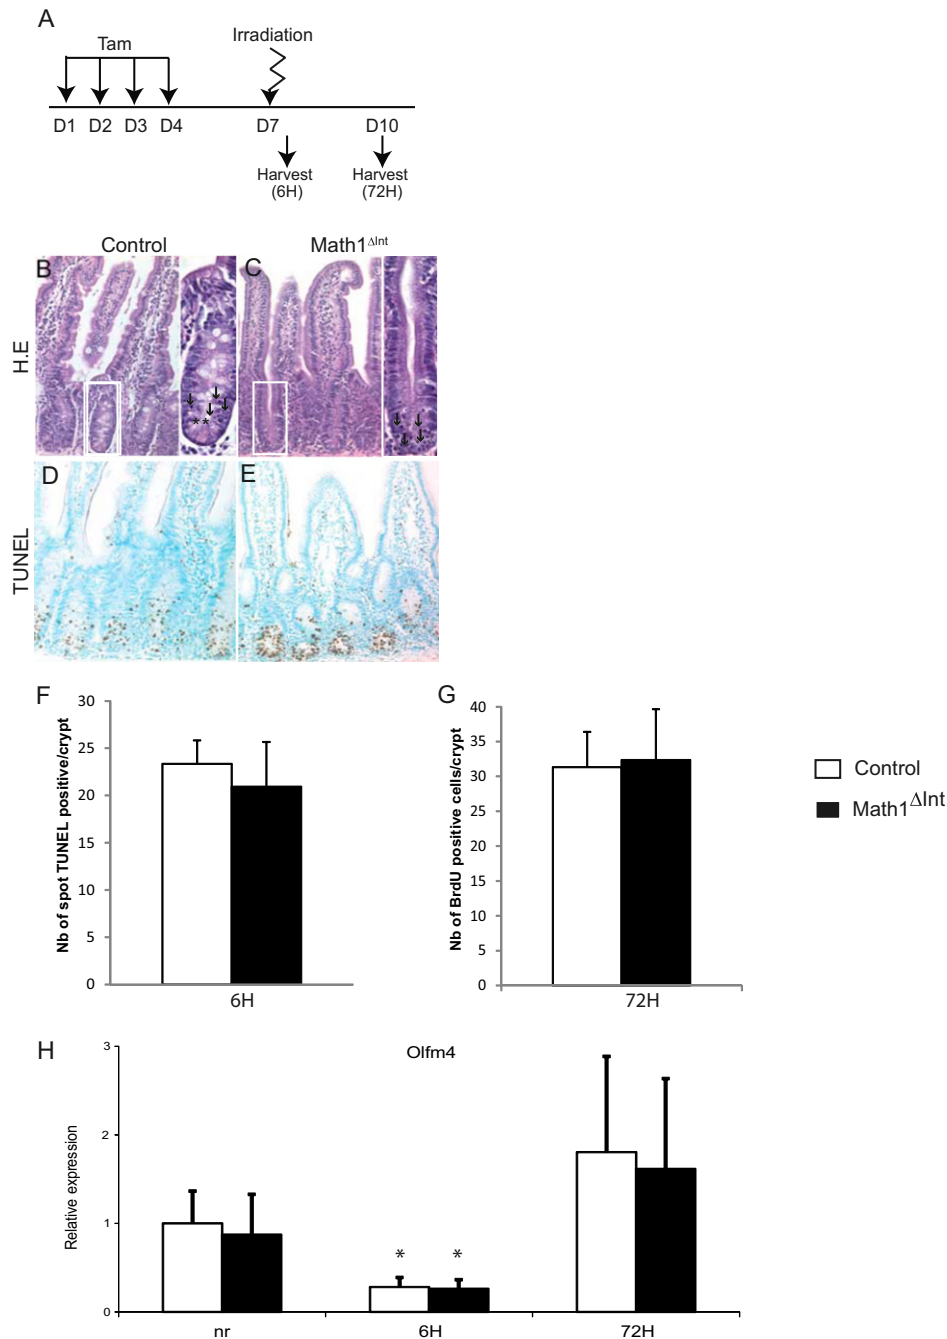 A
Tam
Irradiation
D1 D2 D3 D4 D7 D10
Harvest (6H)
Harvest (72H)
Control
Math1ΔInt
B
C
H.E
**
D
E
TUNEL
F
Nb of spot TUNEL positive/crypt
30
25
20
15
10
5
0
6H
G
Nb of BrdU positive cells/crypt
40
35
30
25
20
15
10
5
0
72H
Control
Math1ΔInt
H
Olfm4
Relative expression
3
2
1
0
* *
nr 6H 72H